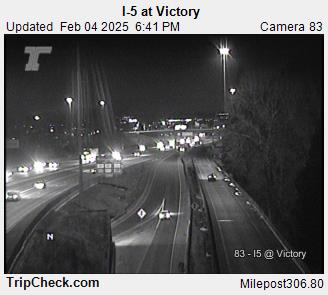 I-5 at Victory
Updated Feb 04 2025 6:41 PM Camera 83
T
N
83 - I5 @ Victory
TripCheck.com Milepost306.80